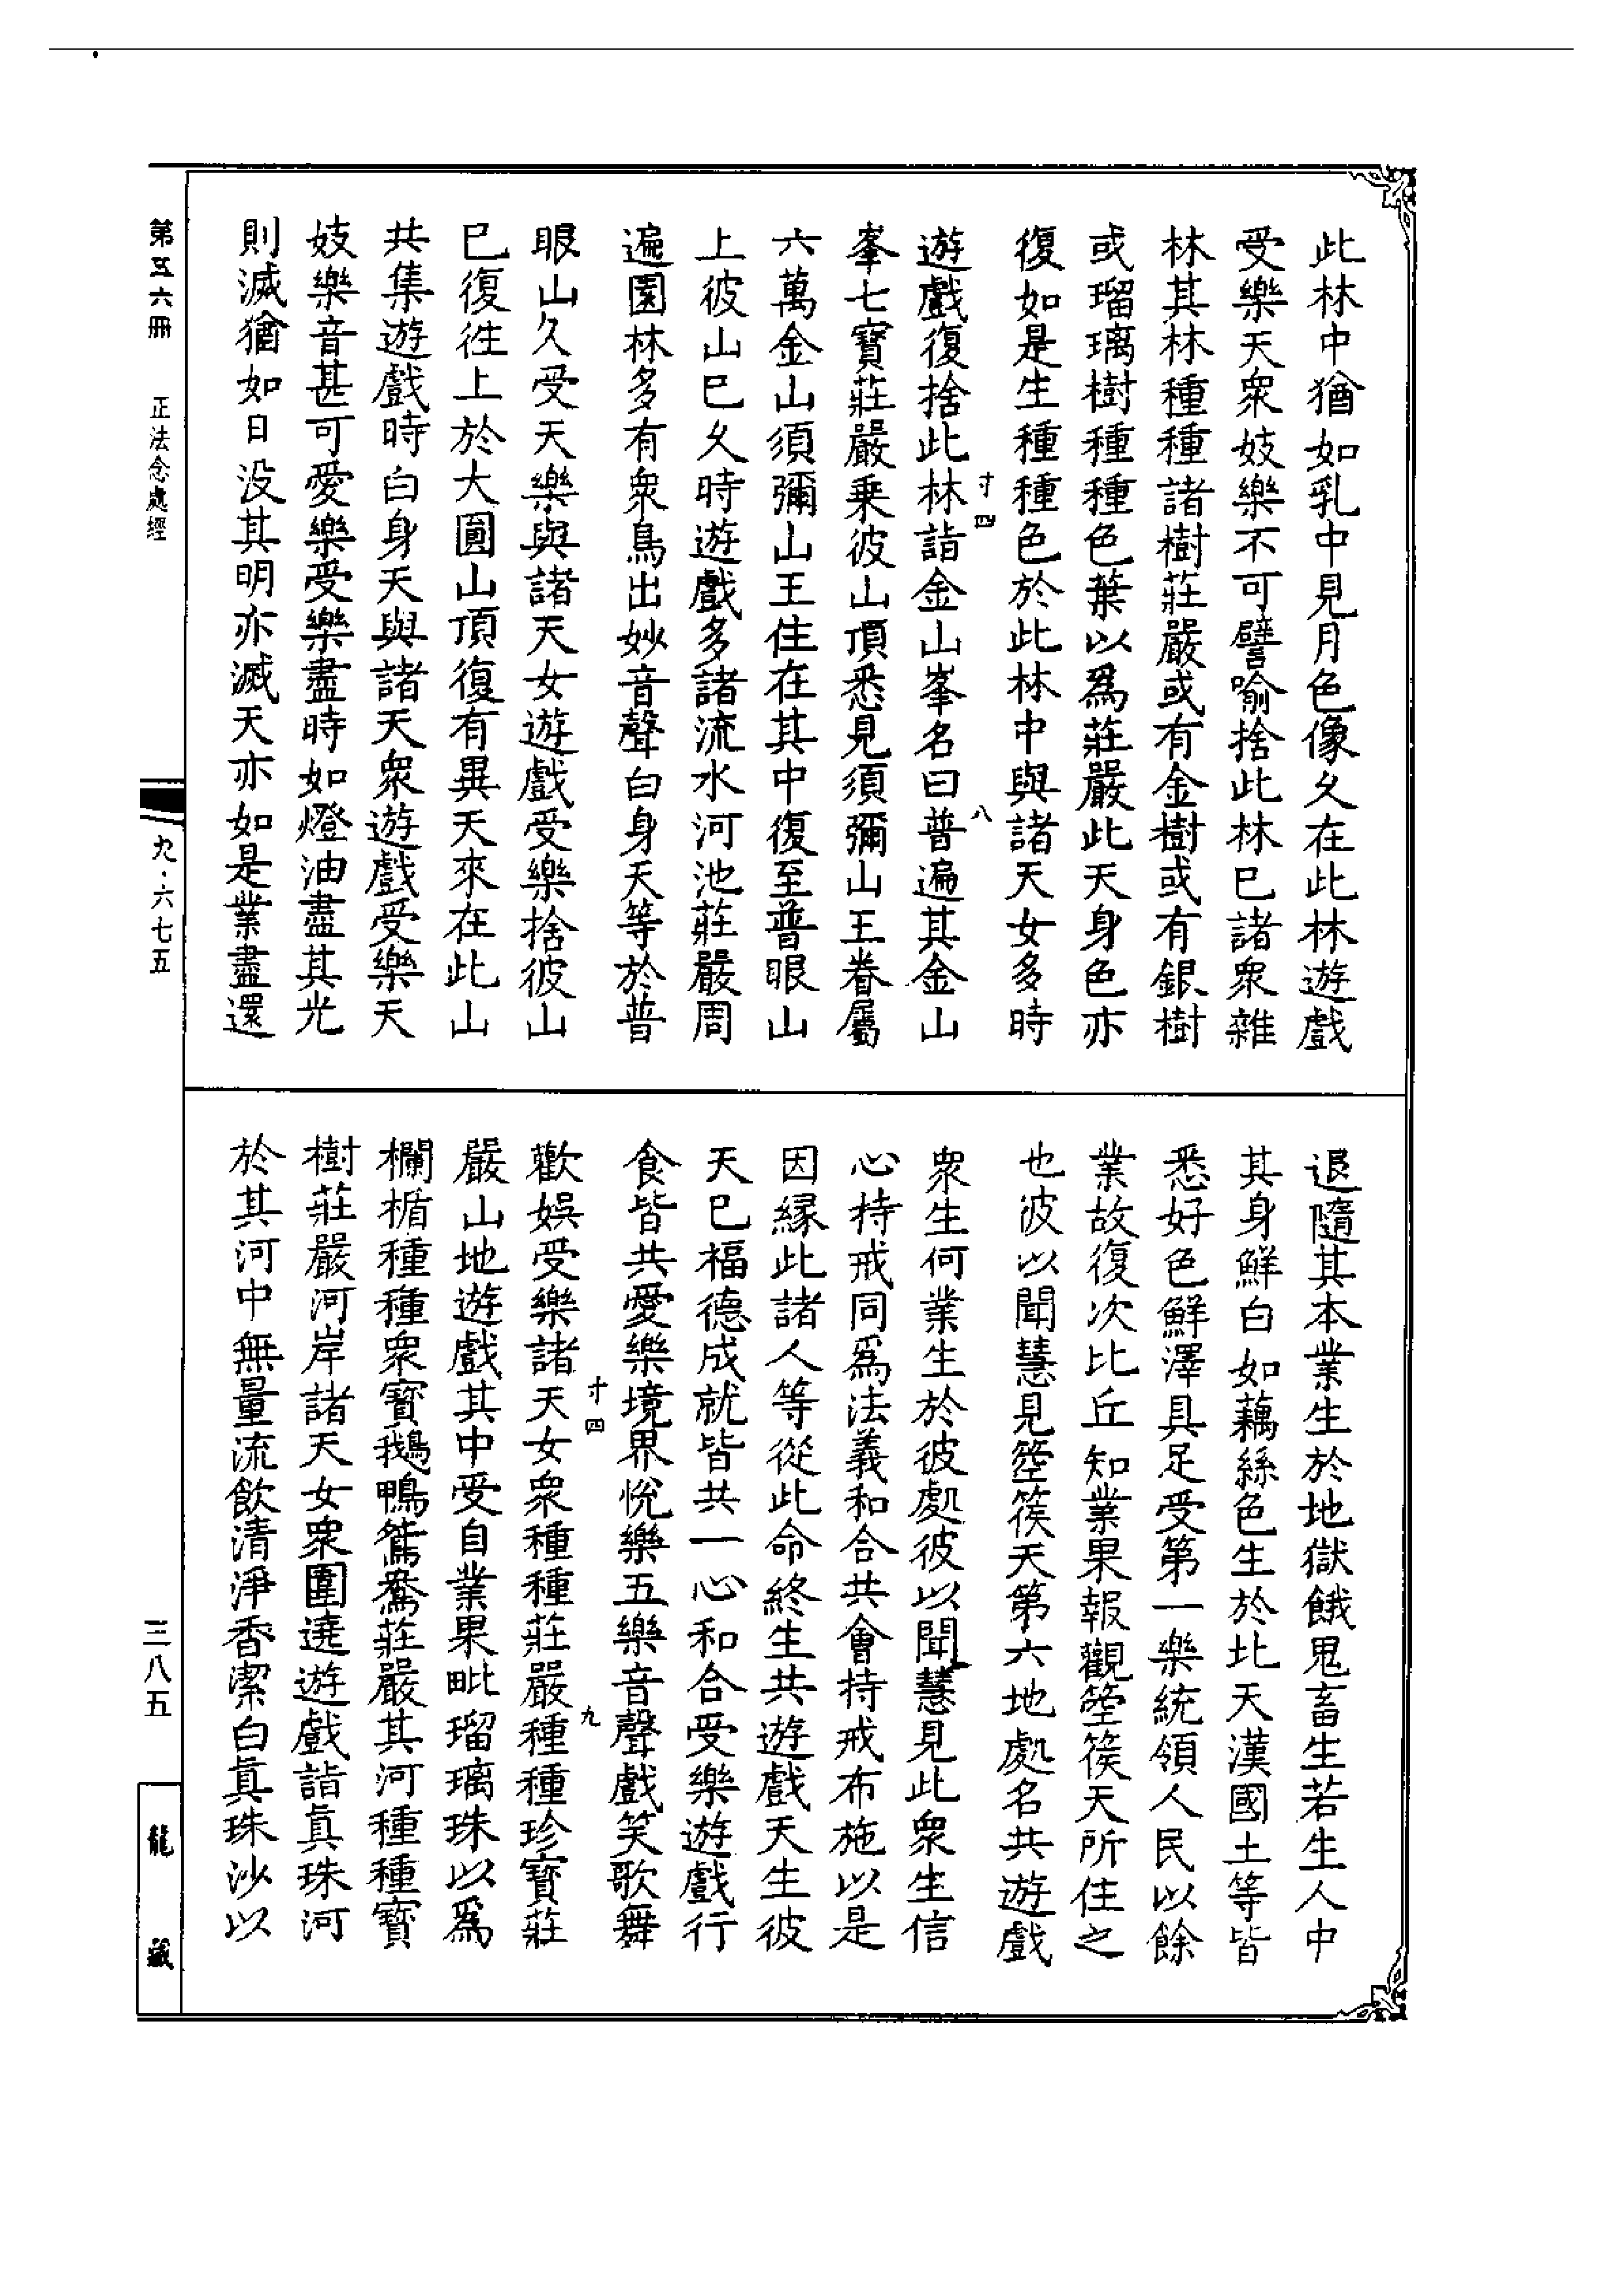 此林中猶如乳中見月色像久在此林遊戲
受樂天眾妓樂不可譬喻捨此林已諸眾雜
林其林種種諸樹莊嚴或有金樹或有銀樹
或瑠璃樹種種色葉以爲莊嚴此天身色亦
復如是生種種色於此林中與諸天女多時
寸四 八
遊戲復捨此林詣金山峯名曰普遍其金山
峯七寶莊嚴乘彼山頂悉見須彌山王眷屬
六萬金山須彌山王住在其中復至普眼山
上彼山已久時遊戲多諸流水河池莊嚴周
遍園林多有眾鳥出妙音聲白身天等於普
眼山久受天樂與諸天女遊戲受樂捨彼山
已復往上於大圓山頂復有異天來在此山
共集遊戲時白身天與諸天眾遊戲受樂天
妓樂音甚可愛樂受樂盡時如燈油盡其光
則滅猶如日没其明亦滅天亦如是業盡還
退隨其本業生於地獄餓鬼畜生若生人中
其身鮮白如藕絲色生於北天漢國土等皆
悉好色鮮澤具足受第一樂統領人民以餘
業故復次比丘知業果報觀箜篌天所住之
也彼以聞慧見箜篌天第六地處名共遊戲
眾生何業生於彼處彼以聞慧見此眾生信
心持戒同爲法義和合共會持戒布施以是
因緣此諸人等從此命終生共遊戲天生彼
天已福德成就皆共一心和合受樂遊戲行
食皆共愛樂境界悅樂五樂音聲戲笑歌舞
寸四 九
歡娛受樂諸天女眾種種莊嚴種種珍寶莊
嚴山地遊戲其中受自業果毗瑠璃珠以爲
欄楯種種眾寶鵝鴨鴛鴦莊嚴其河種種寶
樹莊嚴河岸諸天女眾圍遶遊戲詣真珠河
於其河中無量流飲清淨香潔白真珠沙以
第五六冊 正法念處經
九·六七五
三八五
龍藏